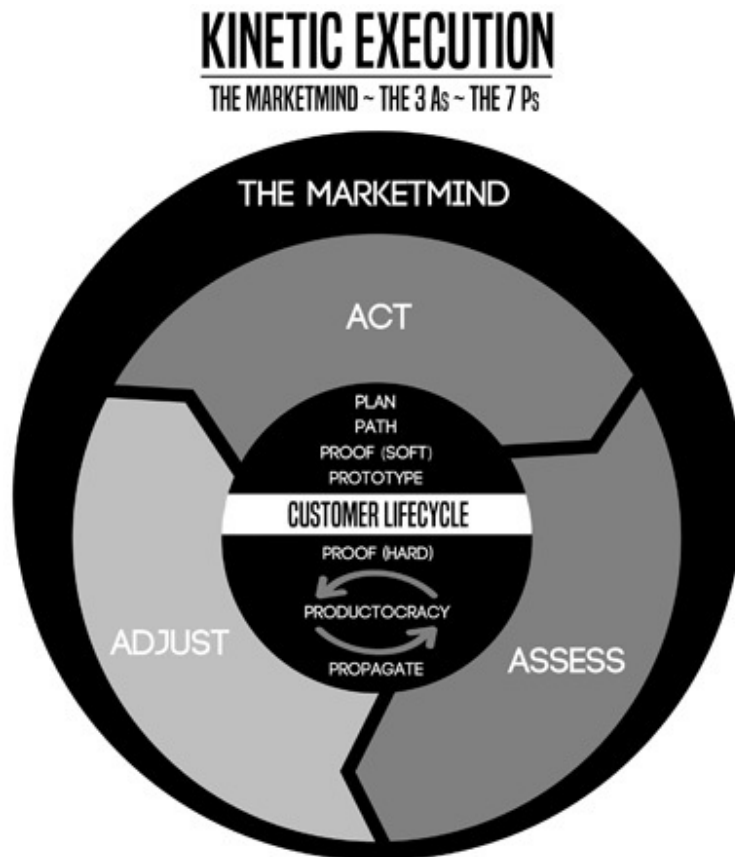 KINETIC EXECUTION
THE MARKETMIND ~ THE 3 As ~ THE 7 Ps
THE MARKETMIND
ACT
PLAN
PATH
PROOF (SOFT)
PROTOTYPE
CUSTOMER LIFECYCLE
PROOF (HARD)
PRODUCTOCRACY
PROPAGATE
ADJUST
ASSESS